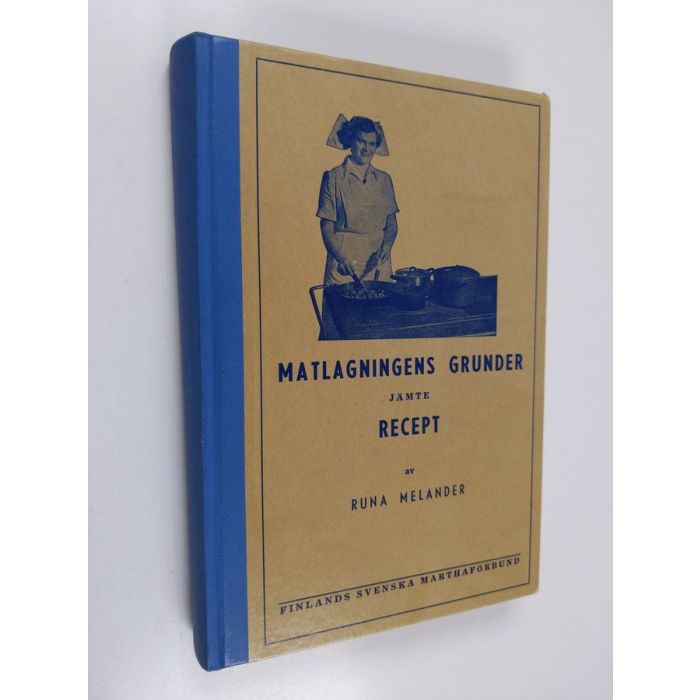 MATLAGNINGENS GRUNDER
JÄMTE
RECEPT
av
RUNA MELANDER
FINLANDS SVENSKA MARTHAFÖRBUND